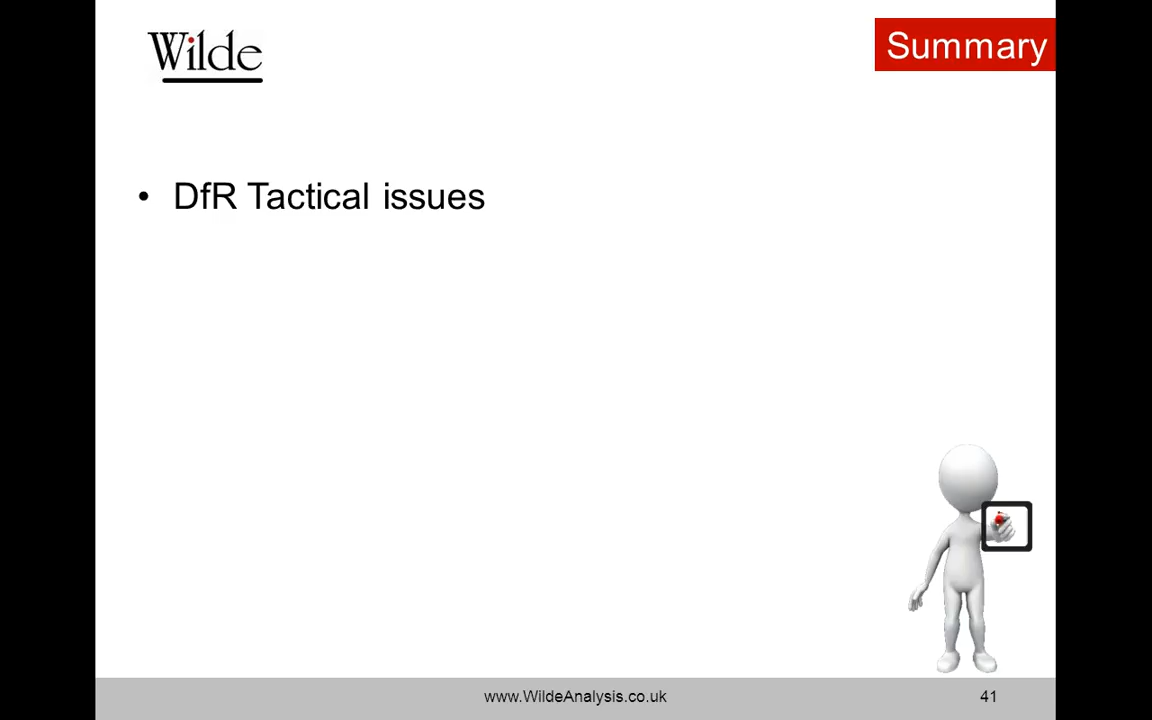 Wilde
Summary
• DfR Tactical issues
www.WildeAnalysis.co.uk
41